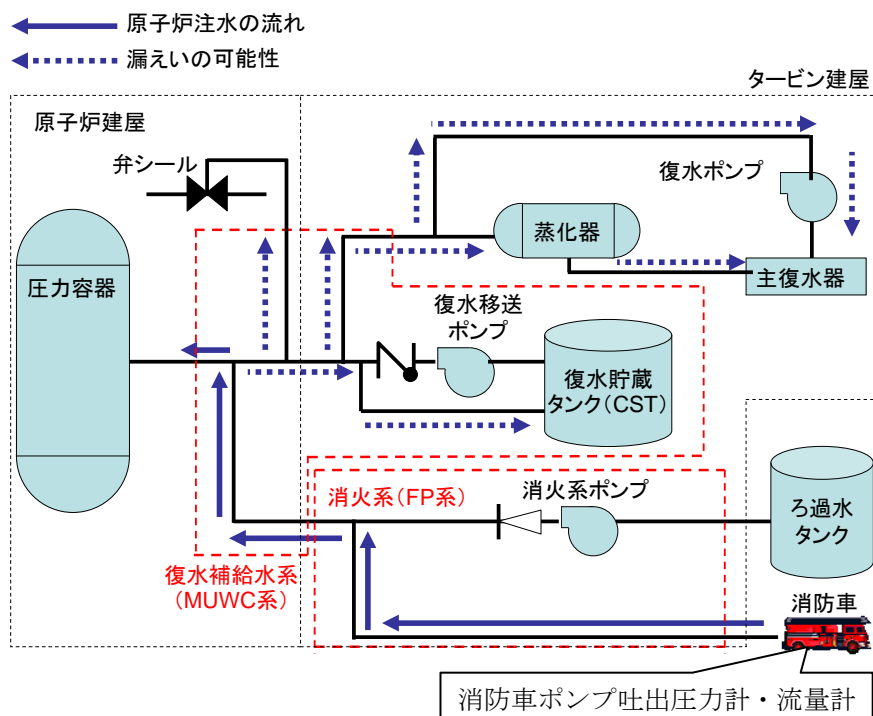 原子炉注水の流れ
漏えいの可能性
タービン建屋
原子炉建屋
弁シール
復水ポンプ
蒸化器
圧力容器
主復水器
復水移送
ポンプ
復水貯蔵
タンク(CST)
消火系(FP系)
消火系ポンプ
ろ過水
タンク
復水補給水系
(MUWC系)
消防車
消防車ポンプ吐出圧力計・流量計